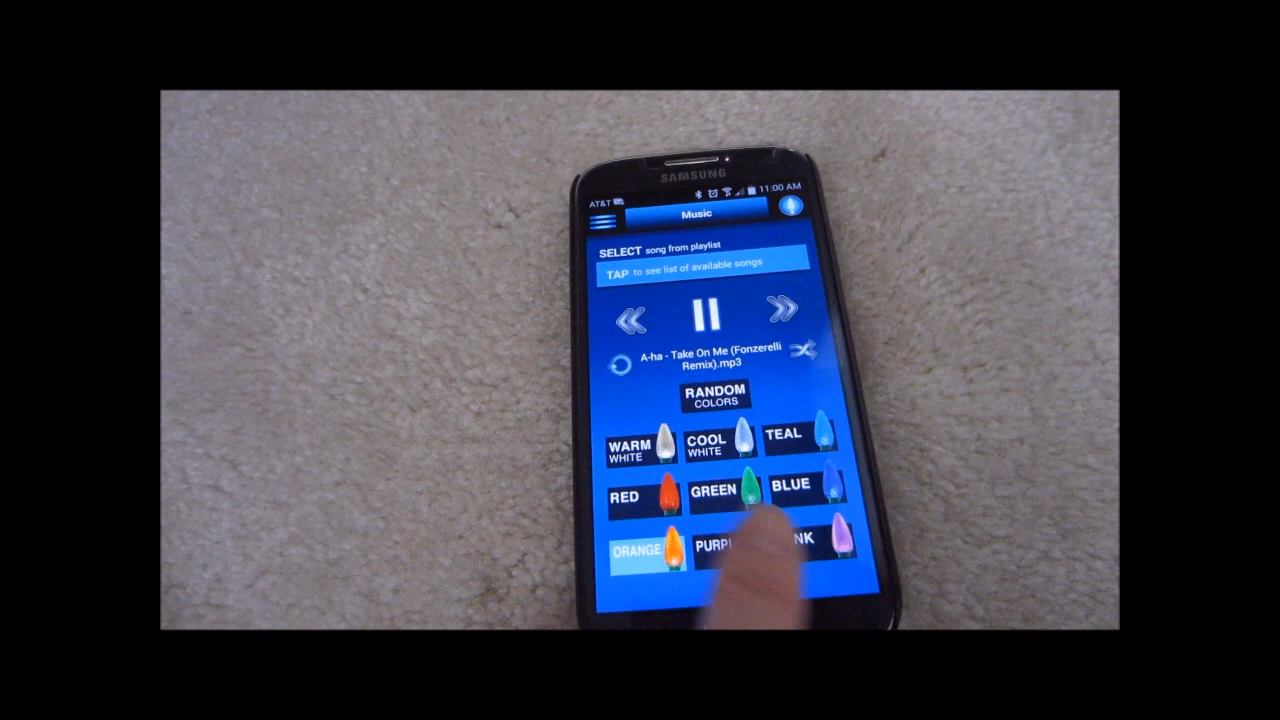 SAMSUNG
AT&T 11:00 AM
Music
SELECT song from playlist
TAP to see list of available songs
A-ha - Take On Me (Fonzerelli
Remix).mp3
RANDOM
COLORS
WARM
WHITE
COOL
WHITE
TEAL
RED
GREEN
BLUE
ORANGE